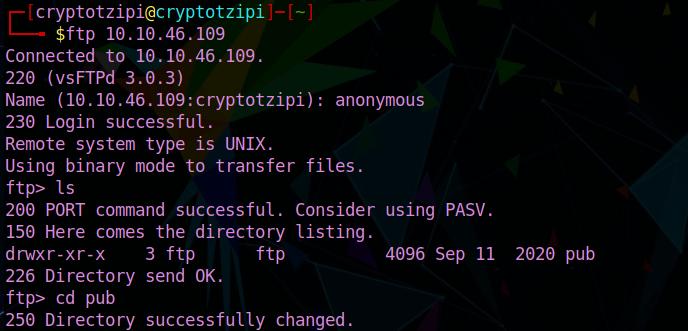 ┌─[cryptotzipi@cryptotzipi]─[~]
└──╼ $ftp 10.10.46.109
Connected to 10.10.46.109.
220 (vsFTPd 3.0.3)
Name (10.10.46.109:cryptotzipi): anonymous
230 Login successful.
Remote system type is UNIX.
Using binary mode to transfer files.
ftp> ls
200 PORT command successful. Consider using PASV.
150 Here comes the directory listing.
drwxr-xr-x    3 ftp      ftp          4096 Sep 11  2020 pub
226 Directory send OK.
ftp> cd pub
250 Directory successfully changed.